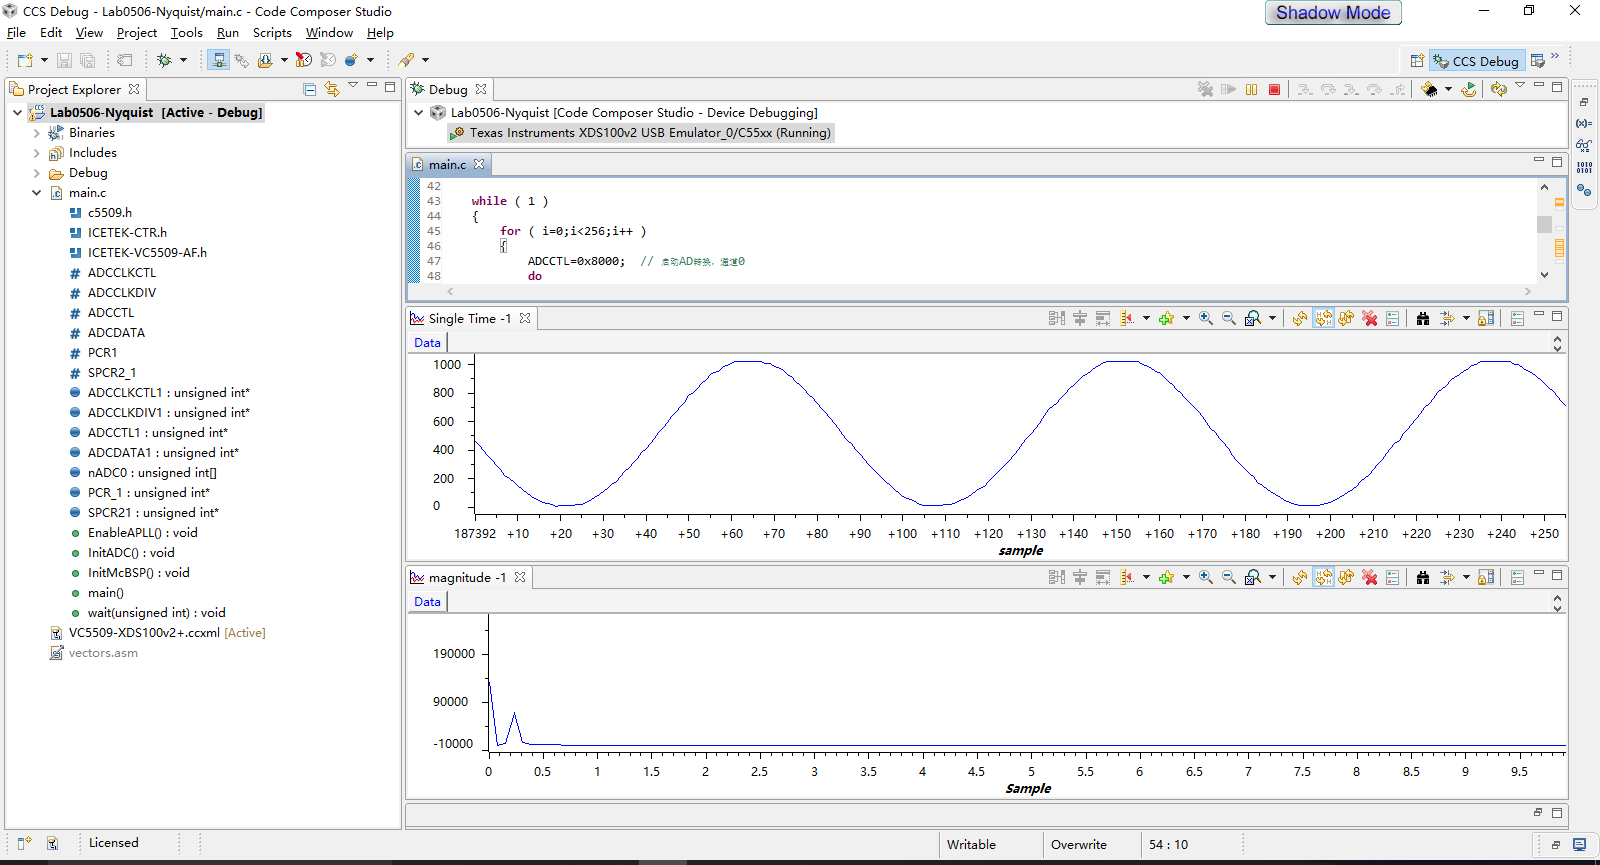 CCS Debug - Lab0506-Nyquist/main.c - Code Composer Studio
Shadow Mode
File Edit View Project Tools Run Scripts Window Help
CCS Debug
Project Explorer
Lab0506-Nyquist [Active - Debug]
Binaries
Includes
Debug
main.c
c5509.h
ICETEK-CTR.h
ICETEK-VC5509-AF.h
ADCCLKCTL
ADCCLKDIV
ADCCTL
ADCDATA
PCR1
SPCR2_1
ADCCLKCTL1 : unsigned int*
ADCCLKDIV1 : unsigned int*
ADCCTL1 : unsigned int*
ADCDATA1 : unsigned int*
nADC0 : unsigned int[]
PCR_1 : unsigned int*
SPCR21 : unsigned int*
EnableAPLL() : void
InitADC() : void
InitMcBSP() : void
main()
wait(unsigned int) : void
VC5509-XDS100v2+.ccxml [Active]
vectors.asm
Debug
Lab0506-Nyquist [Code Composer Studio - Device Debugging]
Texas Instruments XDS100v2 USB Emulator_0/C55xx (Running)
main.c
42
43 while ( 1 )
44 {
45 for ( i=0;i<256;i++ )
46 {
47 ADCCTL=0x8000; // 启动AD转换，通道0
48 do
Single Time -1
Data
1000
800
600
400
200
0
187392 +10 +20 +30 +40 +50 +60 +70 +80 +90 +100 +110 +120 +130 +140 +150 +160 +170 +180 +190 +200 +210 +220 +230 +240 +250
sample
magnitude -1
Data
190000
90000
-10000
0 0.5 1 1.5 2 2.5 3 3.5 4 4.5 5 5.5 6 6.5 7 7.5 8 8.5 9 9.5
Sample
Licensed
Writable
Overwrite
54 : 10